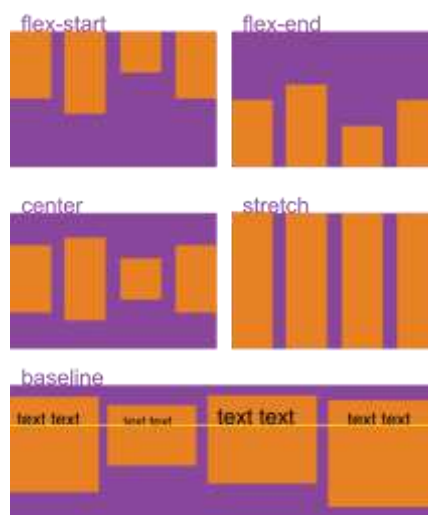 flex-start
flex-end
center
stretch
baseline
text text
text text
text text
text text